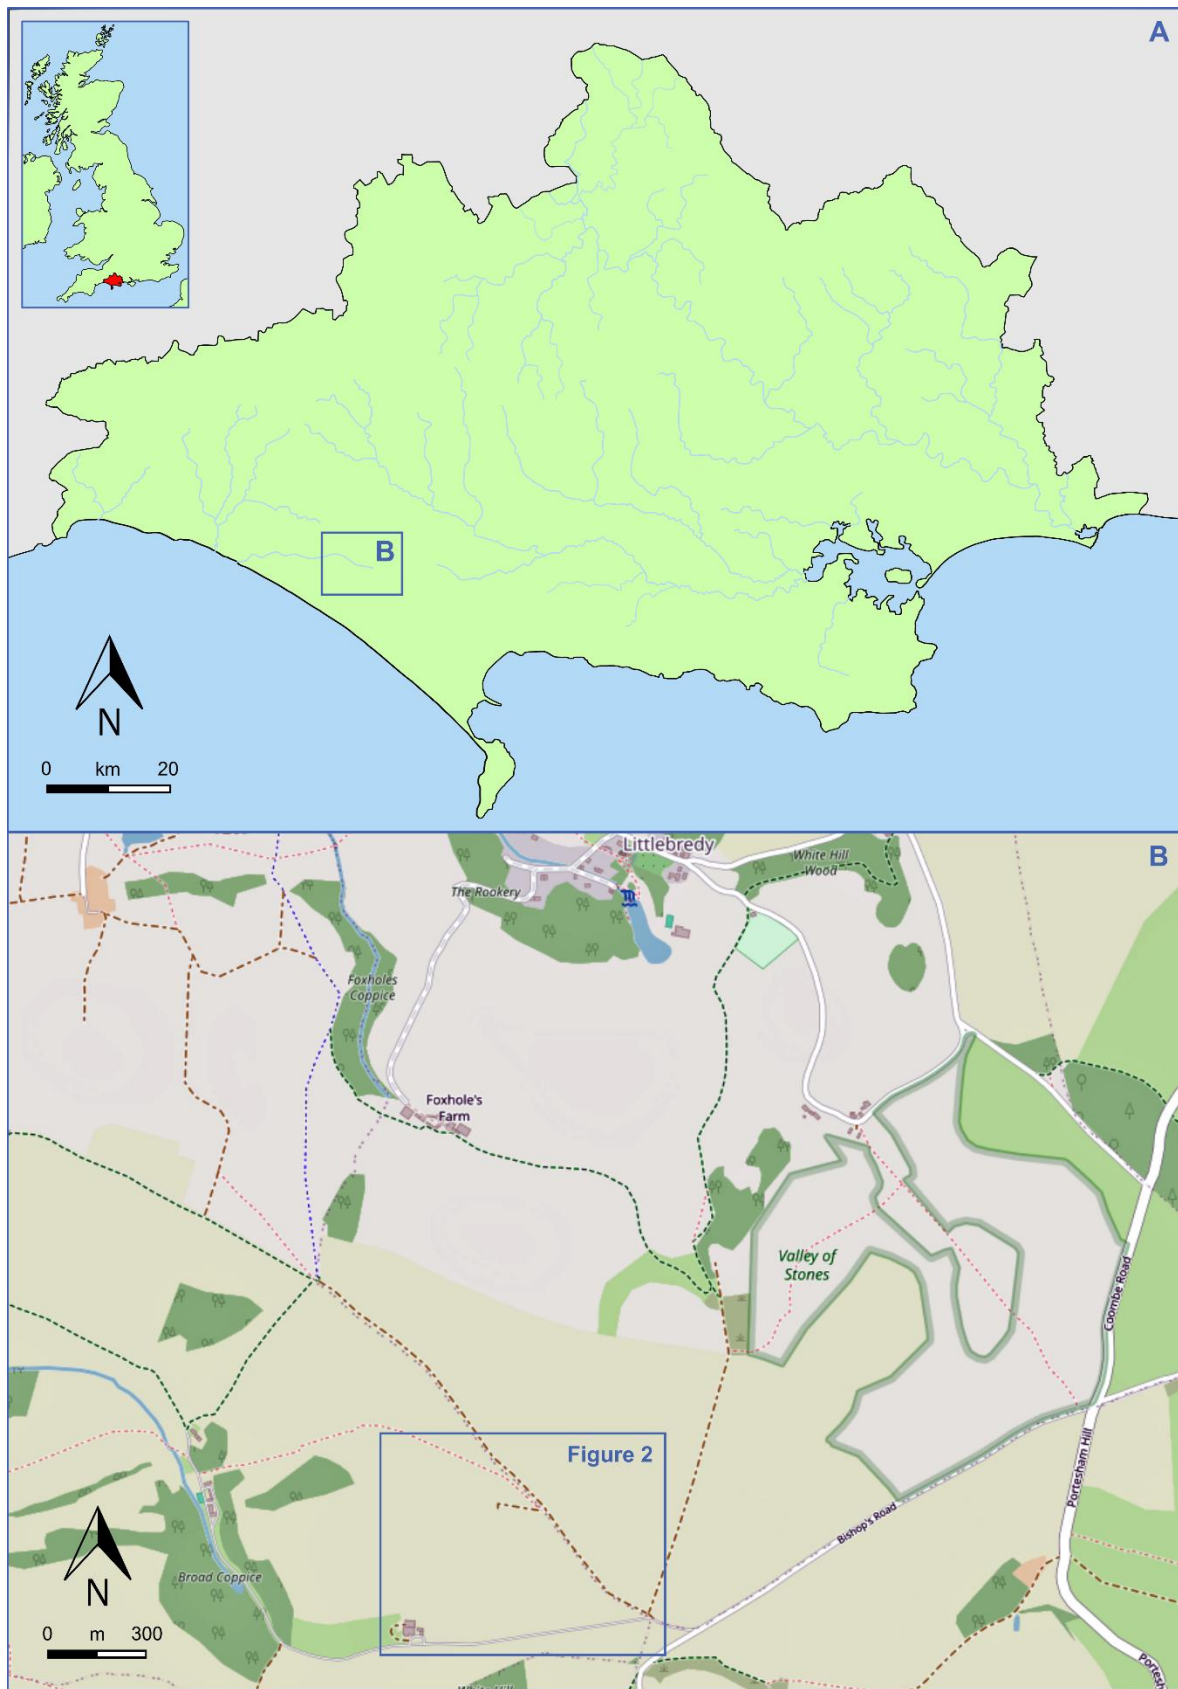 A
B
N
0 km 20
B
Littlebredy
White Hill
Wood
The Rookery
Foxholes
Coppice
Foxhole's
Farm
Valley of
Stones
Coombe Road
Figure 2
Portesham Hill
Bishop's Road
Broad Coppice
N
0 m 300